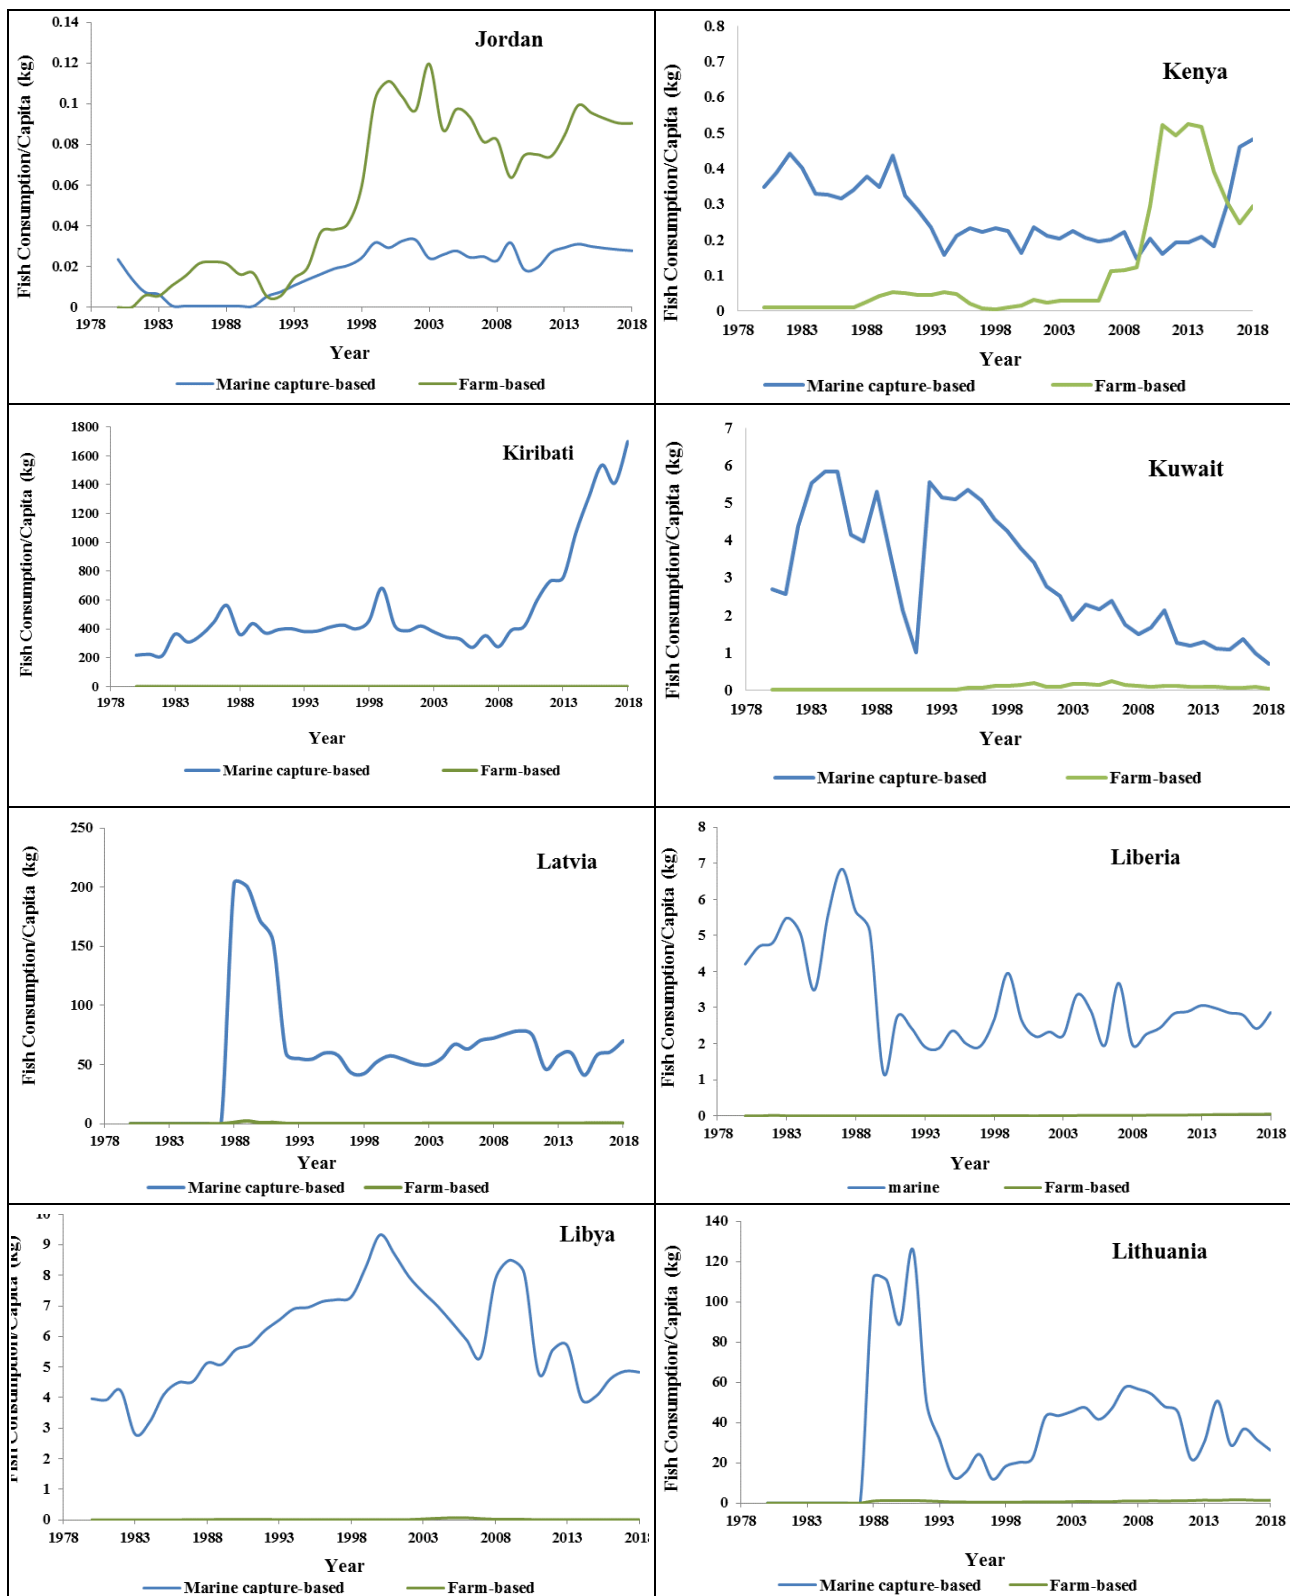 Jordan
Fish Consumption/Capita (kg)
0.14
0.12
0.1
0.08
0.06
0.04
0.02
0
1978 1983 1988 1993 1998 2003 2008 2013 2018
Year
Marine capture-based Farm-based
Kenya
Fish Consumption/Capita (kg)
0.8
0.7
0.6
0.5
0.4
0.3
0.2
0.1
0
1978 1983 1988 1993 1998 2003 2008 2013 2018
Year
Marine capture-based Farm-based
Kiribati
Fish Consumption/Capita (kg)
1800
1600
1400
1200
1000
800
600
400
200
0
1978 1983 1988 1993 1998 2003 2008 2013 2018
Year
Marine capture-based Farm-based
Kuwait
Fish Consumption/Capita (kg)
7
6
5
4
3
2
1
0
1978 1983 1988 1993 1998 2003 2008 2013 2018
Year
Marine capture-based Farm-based
Latvia
Fish Consumption/Capita (kg)
250
200
150
100
50
0
1978 1983 1988 1993 1998 2003 2008 2013 2018
Year
Marine capture-based Farm-based
Liberia
Fish Consumption/Capita (kg)
8
7
6
5
4
3
2
1
0
1978 1983 1988 1993 1998 2003 2008 2013 2018
Year
marine Farm-based
Libya
Fish Consumption/Capita (kg)
10
9
8
7
6
5
4
3
2
1
0
1978 1983 1988 1993 1998 2003 2008 2013 2018
Year
Marine capture-based Farm-based
Lithuania
Fish Consumption/Capita (kg)
140
120
100
80
60
40
20
0
1978 1983 1988 1993 1998 2003 2008 2013 2018
Year
Marine capture-based Farm-based